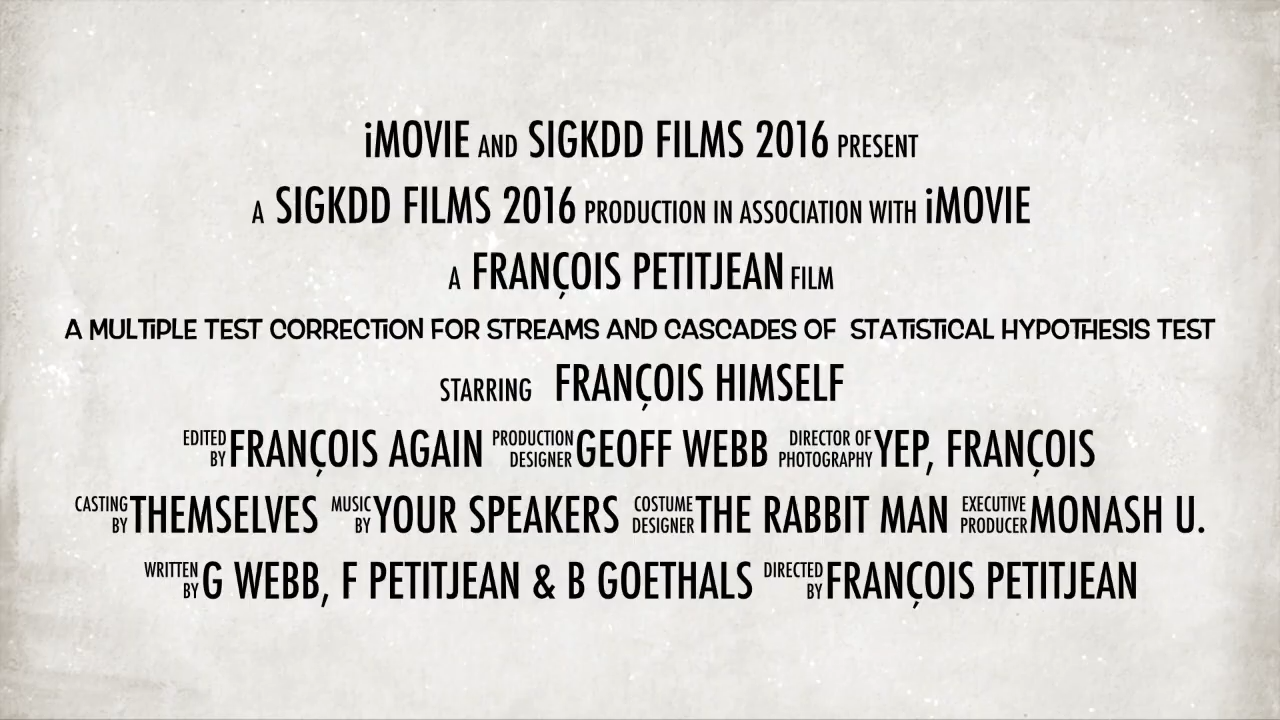 iMOVIE AND SIGKDD FILMS 2016 PRESENT
A SIGKDD FILMS 2016 PRODUCTION IN ASSOCIATION WITH iMOVIE
A FRANÇOIS PETITJEAN FILM
A MULTIPLE TEST CORRECTION FOR STREAMS AND CASCADES OF STATISTICAL HYPOTHESIS TEST
STARRING FRANÇOIS HIMSELF
EDITED BY FRANÇOIS AGAIN PRODUCTION DESIGNER GEOFF WEBB DIRECTOR OF PHOTOGRAPHY YEP, FRANÇOIS
CASTING BY THEMSELVES MUSIC BY YOUR SPEAKERS COSTUME DESIGNER THE RABBIT MAN EXECUTIVE PRODUCER MONASH U.
WRITTEN BY G WEBB, F PETITJEAN & B GOETHALS DIRECTED BY FRANÇOIS PETITJEAN